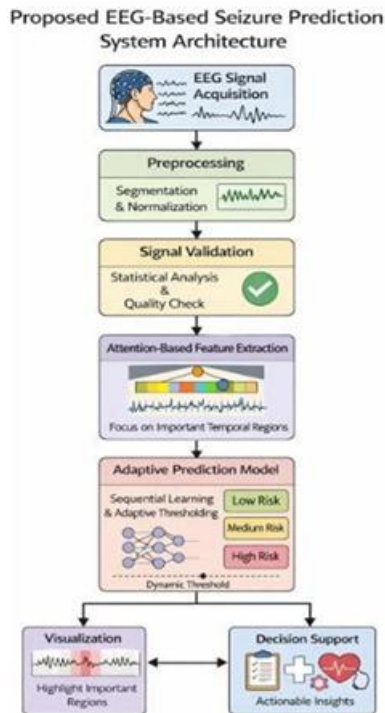 Proposed EEG-Based Seizure Prediction
System Architecture
EEG Signal
Acquisition
Preprocessing
Segmentation
& Normalization
Signal Validation
Statistical Analysis
&
Quality Check
Attention-Based Feature Extraction
Focus on Important Temporal Regions
Adaptive Prediction Model
Sequential Learning
& Adaptive Thresholding
Low Risk
Medium Risk
High Risk
Dynamic Threshold
Visualization
Highlight Important
Regions
Decision Support
Actionable Insights